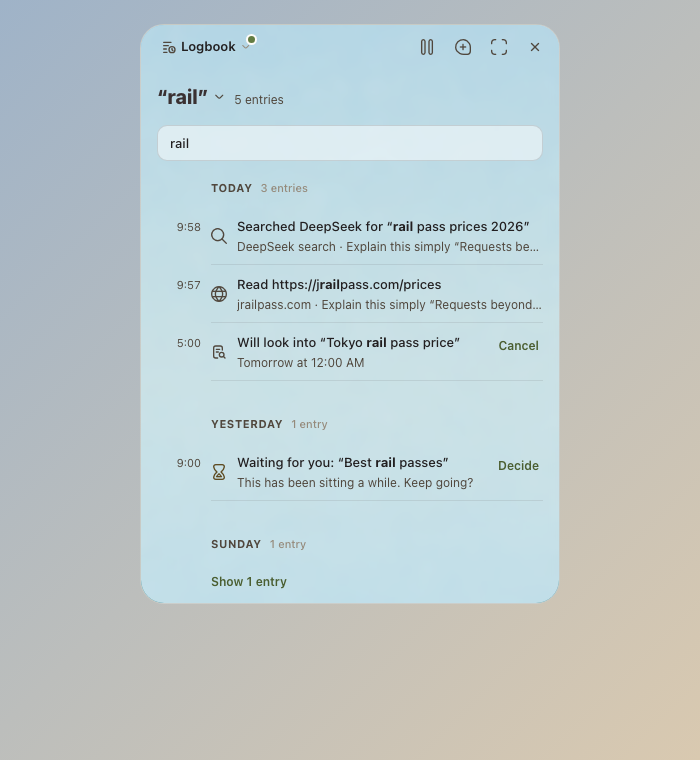 Logbook
“rail” 5 entries
rail
TODAY 3 entries
9:58 Searched DeepSeek for “rail pass prices 2026”
DeepSeek search · Explain this simply “Requests be...
9:57 Read https://jrailpass.com/prices
jrailpass.com · Explain this simply “Requests beyond...
5:00 Will look into “Tokyo rail pass price” Cancel
Tomorrow at 12:00 AM
YESTERDAY 1 entry
9:00 Waiting for you: “Best rail passes” Decide
This has been sitting a while. Keep going?
SUNDAY 1 entry
Show 1 entry